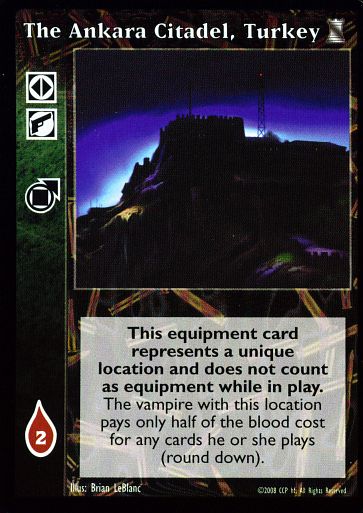 The Ankara Citadel, Turkey
This equipment card
represents a unique
location and does not count
as equipment while in play.
The vampire with this location
pays only half of the blood cost
for any cards he or she plays
(round down).
2
Illus: Brian LeBlanc
©2008 CCP hf. All Rights Reserved